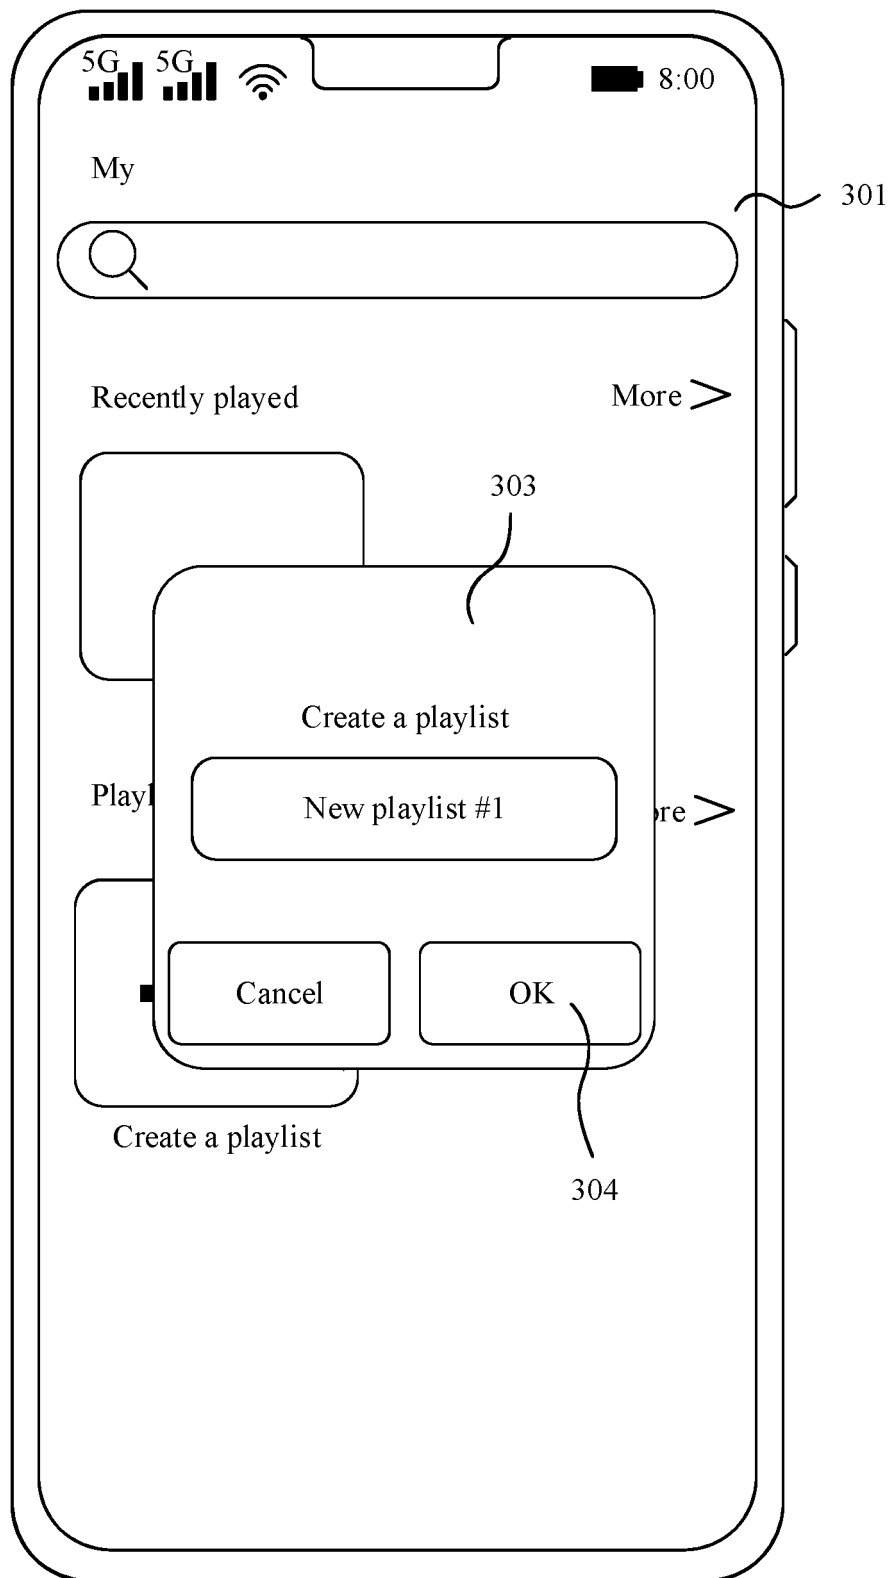 5G 5G 8:00
My
301
Recently played More
303
Create a playlist
New playlist #1
Cancel OK
Create a playlist
304